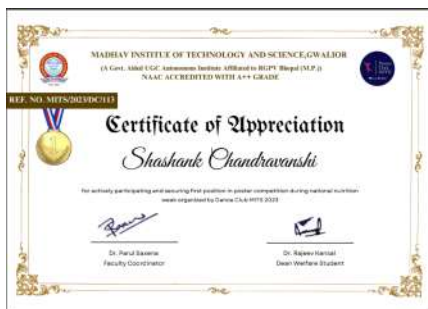 MADHAV INSTITUTE OF TECHNOLOGY AND SCIENCE,GWALIOR
(A Govt. Aided UGC Autonomous Institute Affiliated to RGPV Bhopal (M.P.))
NAAC ACCREDITED WITH A++ GRADE
REF. NO. MITS/2023/DC/113
Certificate of Appreciation
Shashank Chandravanshi
For actively participating and securing first position in poster competition during national nutrition
week organised by Dance Club MITS 2023
Dr. Parul Saxena
Faculty Coordinator
Dr. Rajeev Kansal
Dean Welfare Student